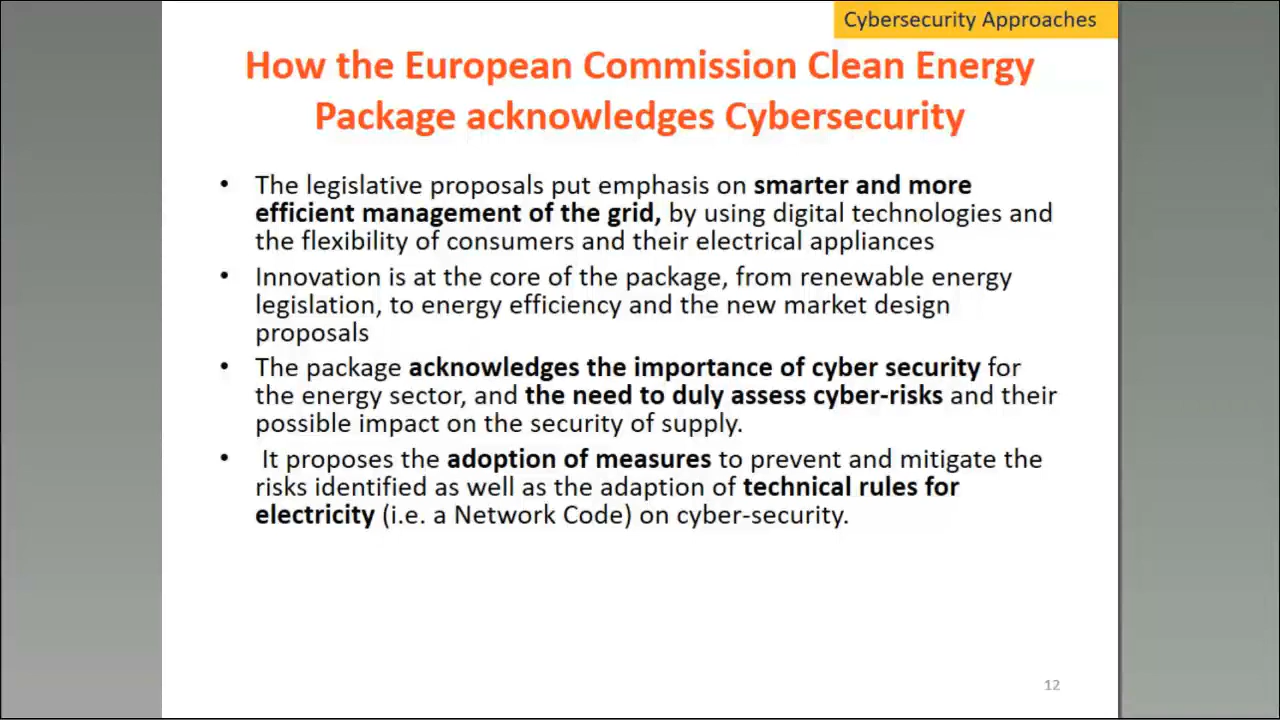 Cybersecurity Approaches
How the European Commission Clean Energy
Package acknowledges Cybersecurity
• The legislative proposals put emphasis on smarter and more
efficient management of the grid, by using digital technologies and
the flexibility of consumers and their electrical appliances
• Innovation is at the core of the package, from renewable energy
legislation, to energy efficiency and the new market design
proposals
• The package acknowledges the importance of cyber security for
the energy sector, and the need to duly assess cyber-risks and their
possible impact on the security of supply.
• It proposes the adoption of measures to prevent and mitigate the
risks identified as well as the adaption of technical rules for
electricity (i.e. a Network Code) on cyber-security.
12